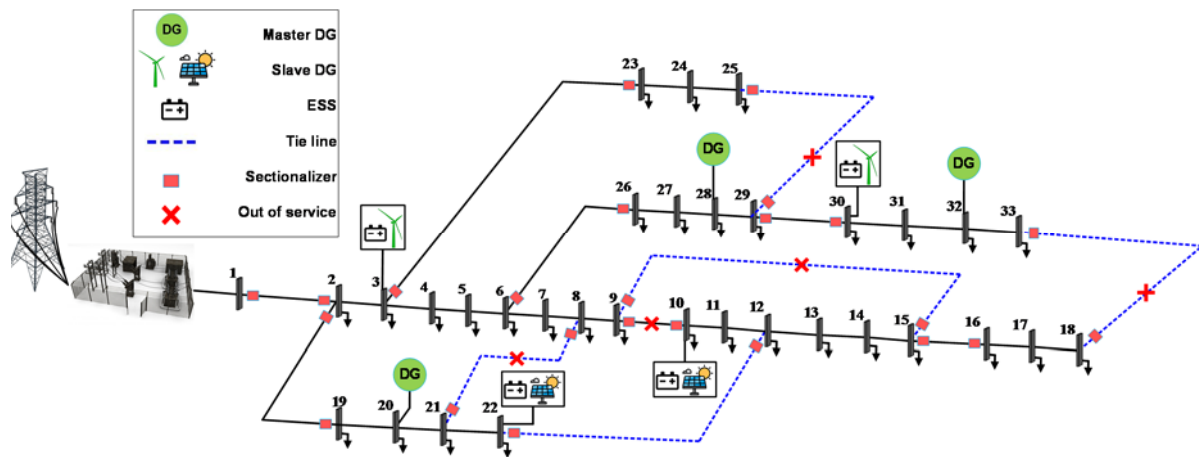 DG Master DG
Slave DG
ESS
Tie line
Sectionalizer
Out of service
23 24 25
DG DG
26 27 28 29 30 31 32 33
1 2 3 4 5 6 7 8 9 10 11 12 13 14 15 16 17 18
DG
19 20 21 22